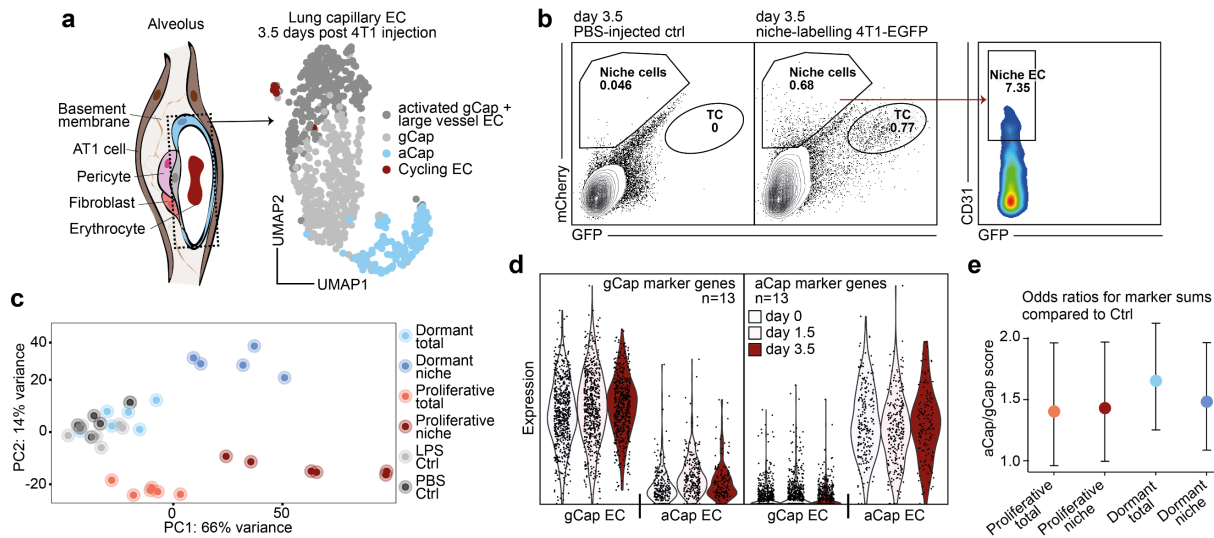 a
Alveolus
Lung capillary EC
3.5 days post 4T1 injection
Basement
membrane
AT1 cell
Pericyte
Fibroblast
Erythrocyte
activated gCap +
large vessel EC
gCap
aCap
Cycling EC
UMAP2
UMAP1
b
day 3.5
PBS-injected ctrl
day 3.5
niche-labelling 4T1-EGFP
Niche cells
0.046
TC
0
Niche cells
0.68
TC
0.77
Niche EC
7.35
mCherry
GFP
CD31
GFP
c
40
20
0
-20
PC2: 14% variance
0
50
PC1: 66% variance
Dormant
total
Dormant
niche
Proliferative
total
Proliferative
niche
LPS
Ctrl
PBS
Ctrl
d
gCap marker genes
n=13
aCap marker genes
n=13
day 0
day 1.5
day 3.5
Expression
gCap EC
aCap EC
gCap EC
aCap EC
e
Odds ratios for marker sums
compared to Ctrl
aCap/gCap score
2.0
1.5
1.0
Proliferative
total
Proliferative
niche
Dormant
total
Dormant
niche